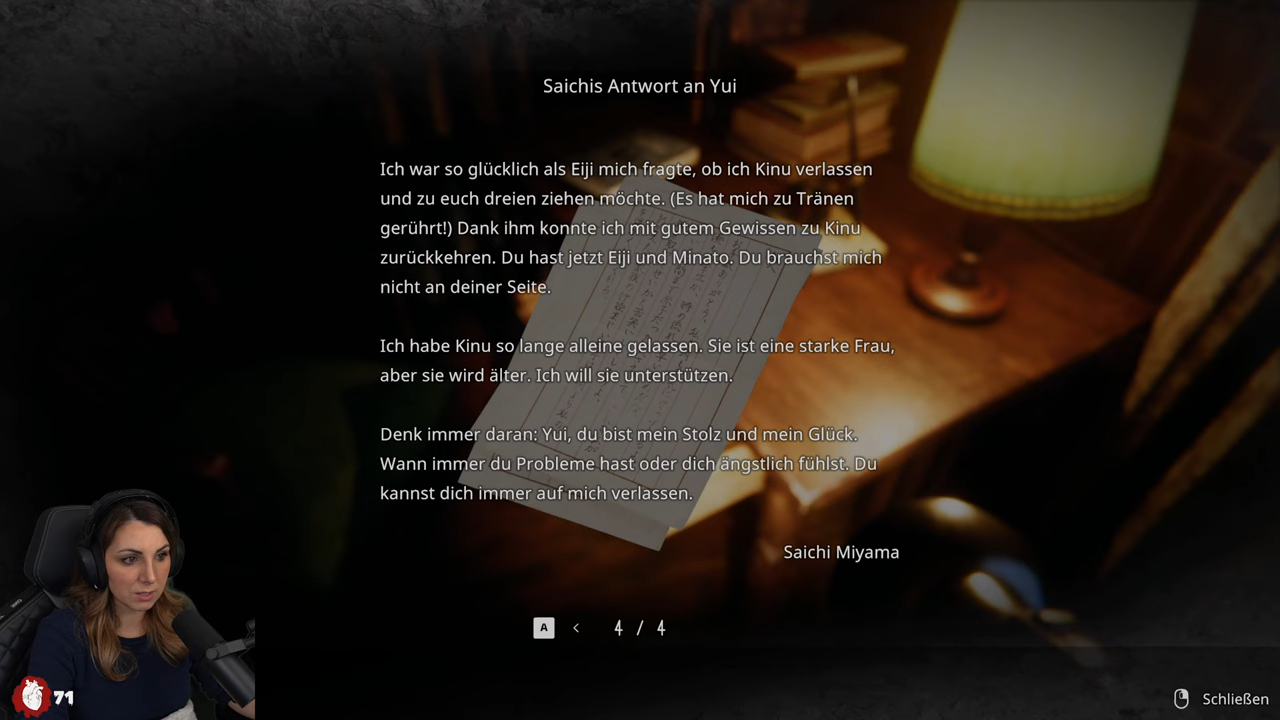 Saichis Antwort an Yui
Ich war so glücklich als Eiji mich fragte, ob ich Kinu verlassen
und zu euch dreien ziehen möchte. (Es hat mich zu Tränen
gerührt!) Dank ihm konnte ich mit gutem Gewissen zu Kinu
zurückkehren. Du hast jetzt Eiji und Minato. Du brauchst mich
nicht an deiner Seite.
Ich habe Kinu so lange alleine gelassen. Sie ist eine starke Frau,
aber sie wird älter. Ich will sie unterstützen.
Denk immer daran: Yui, du bist mein Stolz und mein Glück.
Wann immer du Probleme hast oder dich ängstlich fühlst. Du
kannst dich immer auf mich verlassen.
Saichi Miyama
A < 4 / 4
71
Schließen